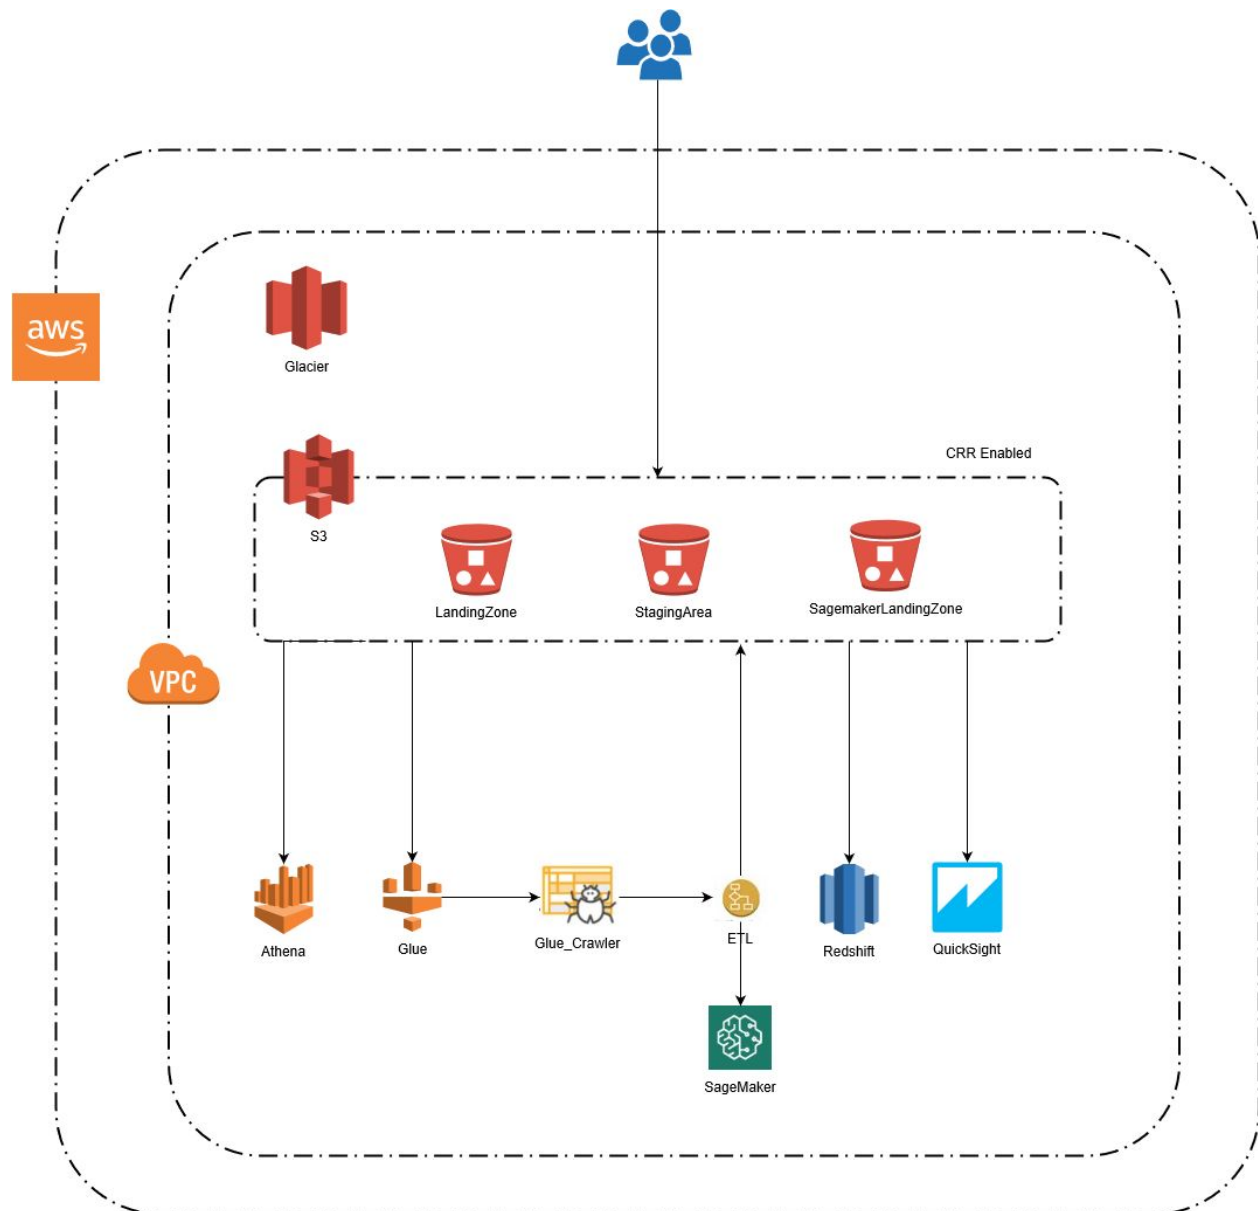 aws
Glacier
CRR Enabled
S3
LandingZone
StagingArea
SagemakerLandingZone
VPC
Athena
Glue
Glue_Crawler
ETL
Redshift
QuickSight
SageMaker